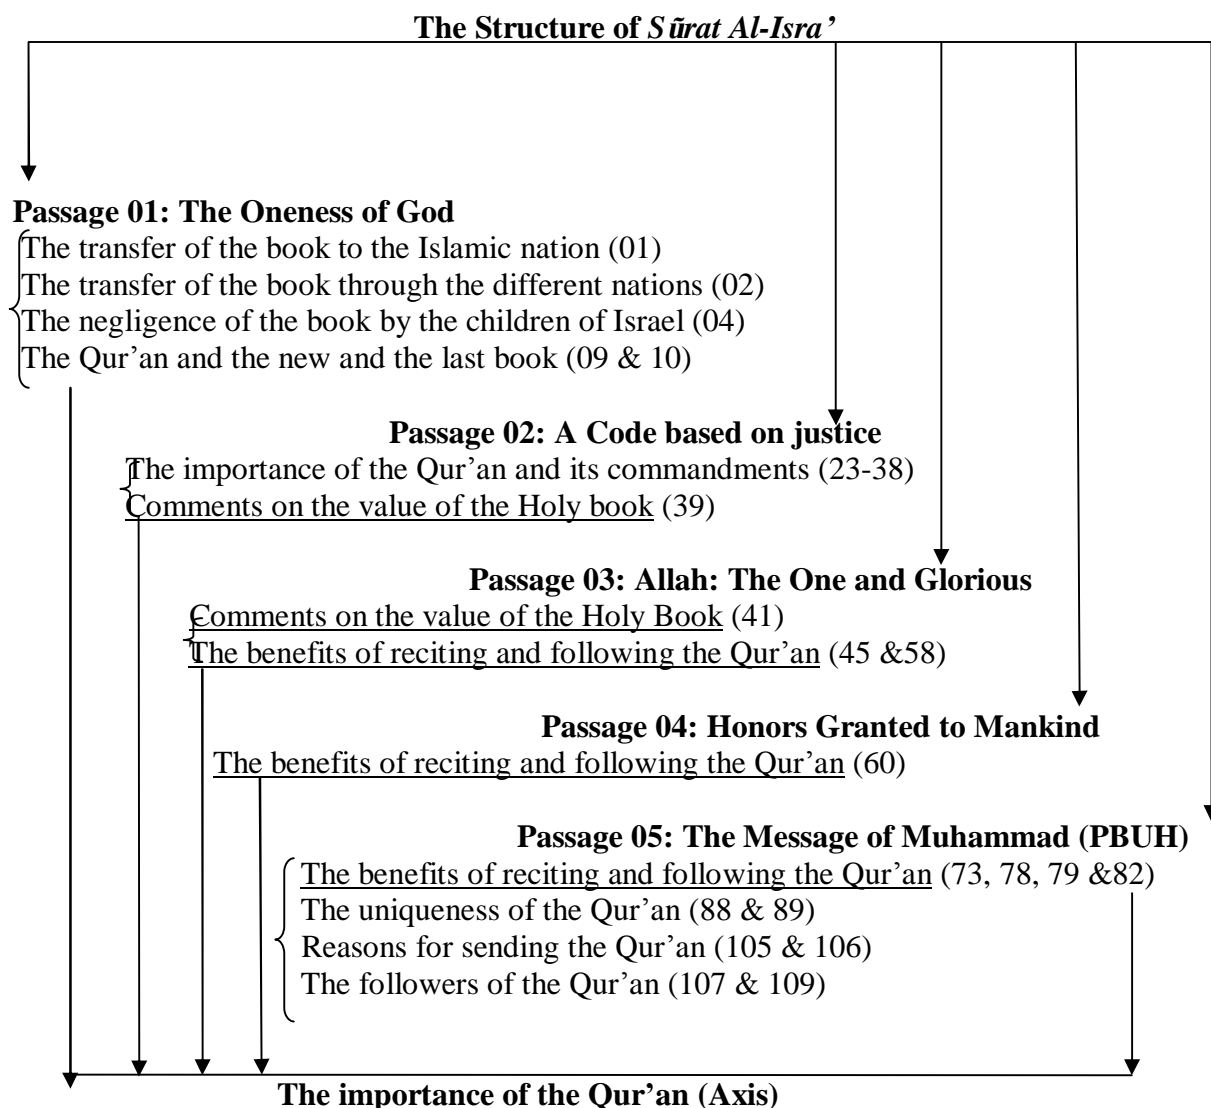 The Structure of Sūrat Al-Isra’
Passage 01: The Oneness of God
The transfer of the book to the Islamic nation (01)
The transfer of the book through the different nations (02)
The negligence of the book by the children of Israel (04)
The Qur’an and the new and the last book (09 & 10)
Passage 02: A Code based on justice
The importance of the Qur’an and its commandments (23-38)
Comments on the value of the Holy book (39)
Passage 03: Allah: The One and Glorious
Comments on the value of the Holy Book (41)
The benefits of reciting and following the Qur’an (45 &58)
Passage 04: Honors Granted to Mankind
The benefits of reciting and following the Qur’an (60)
Passage 05: The Message of Muhammad (PBUH)
The benefits of reciting and following the Qur’an (73, 78, 79 &82)
The uniqueness of the Qur’an (88 & 89)
Reasons for sending the Qur’an (105 & 106)
The followers of the Qur’an (107 & 109)
The importance of the Qur’an (Axis)